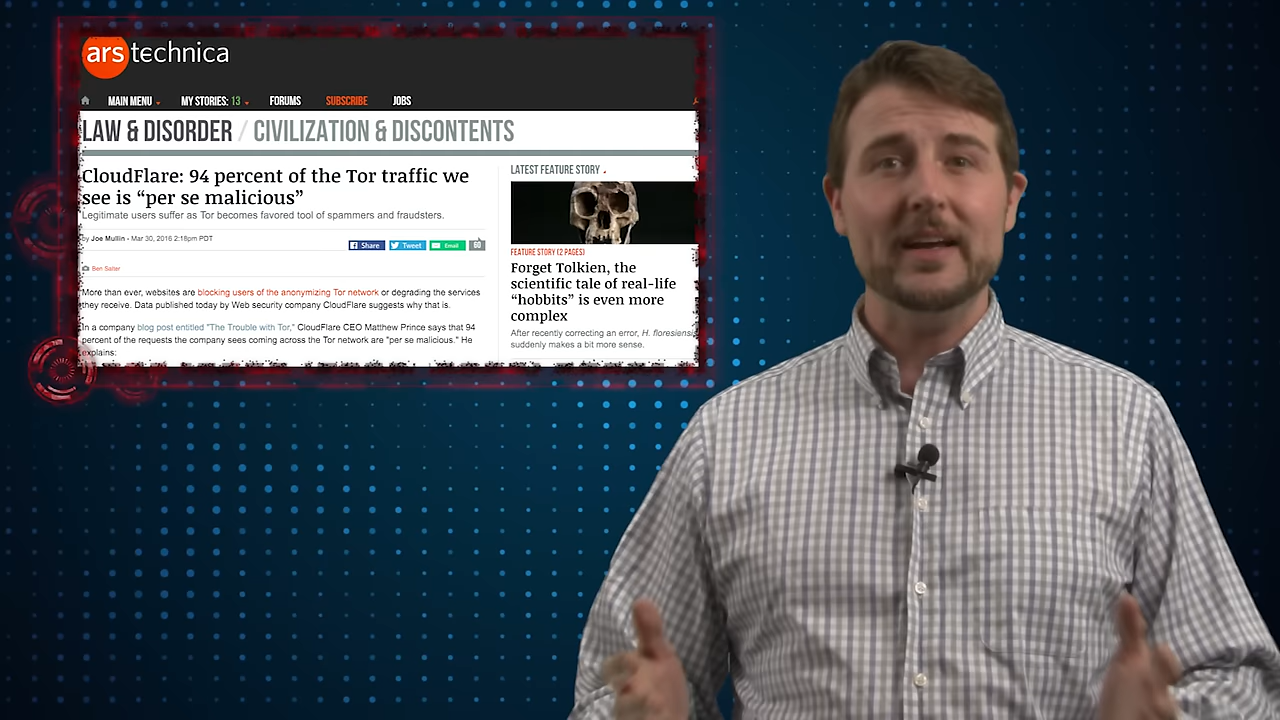 ars technica
MAIN MENU MY STORIES: 13 FORUMS SUBSCRIBE JOBS
LAW & DISORDER / CIVILIZATION & DISCONTENTS
CloudFlare: 94 percent of the Tor traffic we
see is “per se malicious”
Legitimate users suffer as Tor becomes favored tool of spammers and fraudsters.
by Joe Mullin - Mar 30, 2016 2:18pm PDT
Share Tweet Email 60
Ben Salter
More than ever, websites are blocking users of the anonymizing Tor network or degrading the services
they receive. Data published today by Web security company CloudFlare suggests why that is.
In a company blog post entitled "The Trouble with Tor," CloudFlare CEO Matthew Prince says that 94
percent of the requests the company sees coming across the Tor network are "per se malicious." He
explains:
LATEST FEATURE STORY
FEATURE STORY (2 PAGES)
Forget Tolkien, the
scientific tale of real-life
“hobbits” is even more
complex
After recently correcting an error, H. floresiensis
suddenly makes a bit more sense.